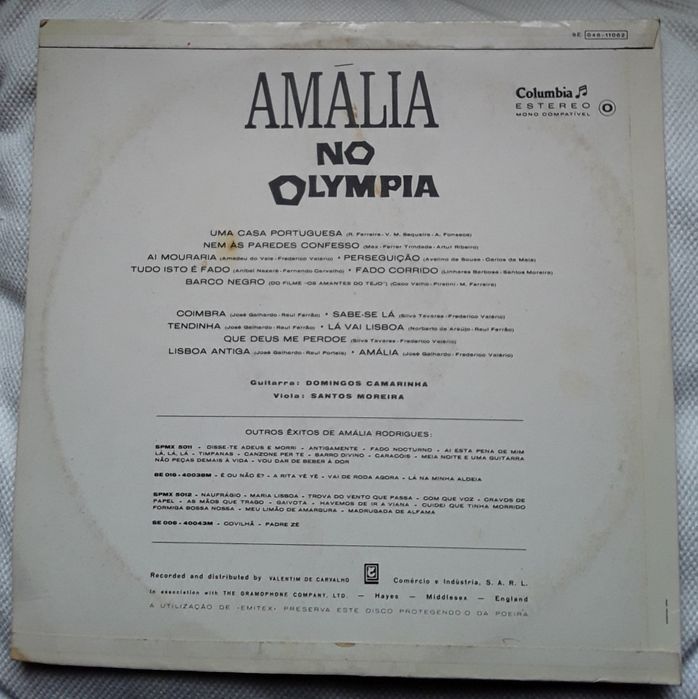 8E 048-11062
Columbia
ESTEREO
MONO COMPATÍVEL
AMÁLIA
NO
OLYMPIA
UMA CASA PORTUGUESA (R. Ferreira - V. M. Sequeira - A. Fonseca)
NEM ÀS PAREDES CONFESSO (Max - Ferrer Trindade - Artur Ribeiro)
AI MOURARIA (Amadeu do Vale - Frederico Valério) • PERSEGUIÇÃO (Avelino de Sousa - Carlos da Maia)
TUDO ISTO É FADO (Aníbal Nazaré - Fernando Carvalho) • FADO CORRIDO (Linhares Barbosa - Santos Moreira)
BARCO NEGRO (DO FILME «OS AMANTES DO TEJO») (Caco Velho - Piratini - M. Ferreira)
COIMBRA (José Galhardo - Raul Ferrão) • SABE-SE LÁ (Silva Tavares - Frederico Valério)
TENDINHA (José Galhardo - Raul Ferrão) • LÁ VAI LISBOA (Norberto de Araújo - Raul Ferrão)
QUE DEUS ME PERDOE (Silva Tavares - Frederico Valério)
LISBOA ANTIGA (José Galhardo - Raul Portela) • AMÁLIA (José Galhardo - Frederico Valério)
Guitarra: DOMINGOS CAMARINHA
Viola: SANTOS MOREIRA
OUTROS ÊXITOS DE AMÁLIA RODRIGUES:
SPMX 5011 - DISSE-TE ADEUS E MORRI - ANTIGAMENTE - FADO NOCTURNO - AI ESTA PENA DE MIM
LÁ, LÁ, LÁ - TIMPANAS - CANZONE PER TE - BARRO DIVINO - CARACÓIS - MEIA NOITE E UMA GUITARRA
NÃO PEÇAS DEMAIS À VIDA - VOU DAR DE BEBER À DOR
8E 016-40038M - É OU NÃO É? - A RITA YÉ YÉ - VAI DE RODA AGORA - LÁ NA MINHA ALDEIA
SPMX 5012 - NAUFRÁGIO - MARIA LISBOA - TROVA DO VENTO QUE PASSA - COM QUE VOZ - CRAVOS DE
PAPEL - AS MÃOS QUE TRAGO - GAIVOTA - HAVEMOS DE IR A VIANA - CUIDEI QUE TINHA MORRIDO
FORMIGA BOSSA NOSSA - MEU LIMÃO DE AMARGURA - MADRUGADA DE ALFAMA
8E 006-40043M - COVILHÃ - PADRE ZÉ
Recorded and distributed by VALENTIM DE CARVALHO Comércio e Indústria, S. A. R. L.
In association with THE GRAMOPHONE COMPANY, LTD. — Hayes — Middlesex — England
A UTILIZAÇÃO DE «EMITEX» PRESERVA ESTE DISCO PROTEGENDO O DA POEIRA